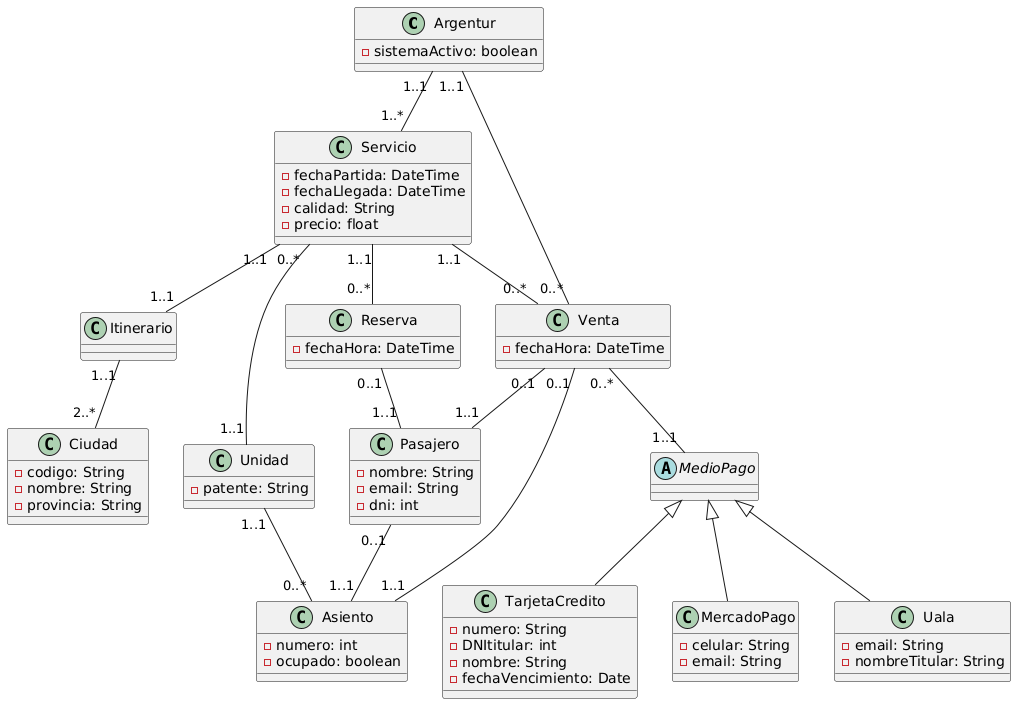 C Argentur
sistemaActivo: boolean
1..1 1..1
1..*
C Servicio
fechaPartida: DateTime
fechaLlegada: DateTime
calidad: String
precio: float
1..1 0..* 1..1 1..1
1..1 0..* 0..* 0..*
C Itinerario
C Reserva
fechaHora: DateTime
C Venta
fechaHora: DateTime
1..1 0..1 0..1 0..1 0..*
2..* 1..1 1..1 1..1 1..1
C Ciudad
codigo: String
nombre: String
provincia: String
C Unidad
patente: String
C Pasajero
nombre: String
email: String
dni: int
A MedioPago
1..1 0..1
0..* 1..1 1..1
C Asiento
numero: int
ocupado: boolean
C TarjetaCredito
numero: String
DNItitular: int
nombre: String
fechaVencimiento: Date
C MercadoPago
celular: String
email: String
C Uala
email: String
nombreTitular: String